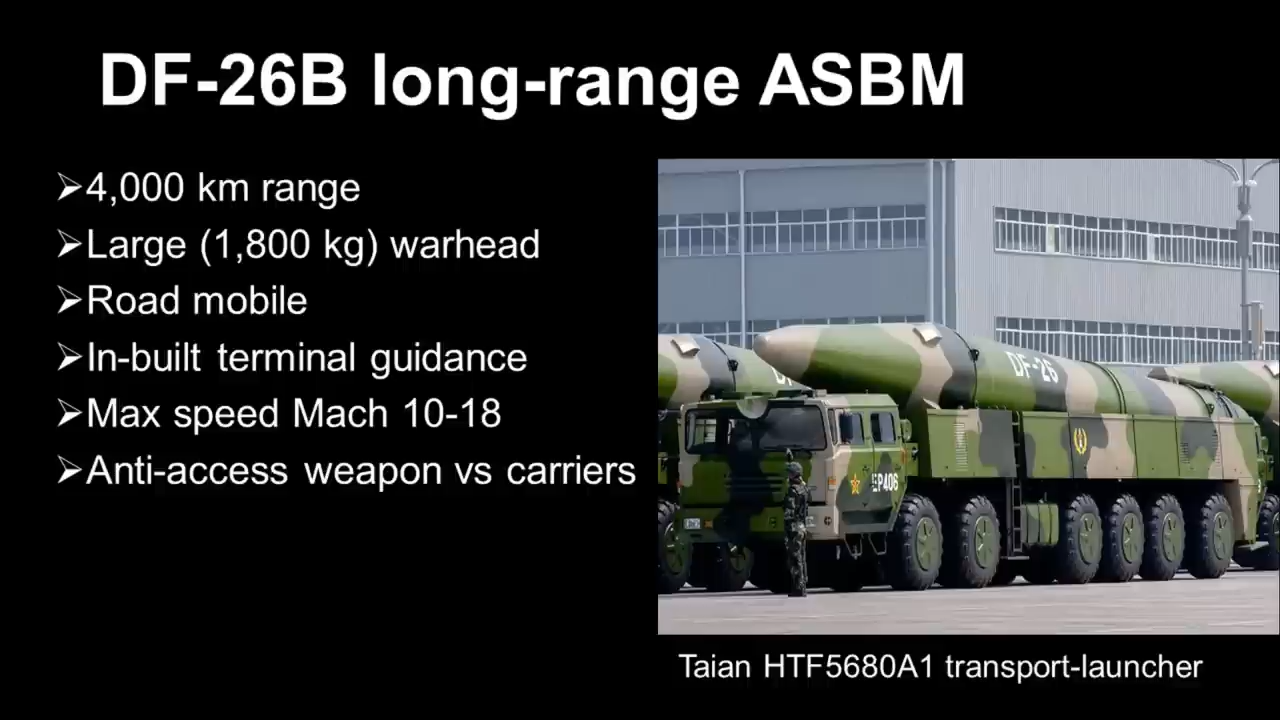 DF-26B long-range ASBM
➢4,000 km range
➢Large (1,800 kg) warhead
➢Road mobile
➢In-built terminal guidance
➢Max speed Mach 10-18
➢Anti-access weapon vs carriers
DF-26
P406
Taian HTF5680A1 transport-launcher